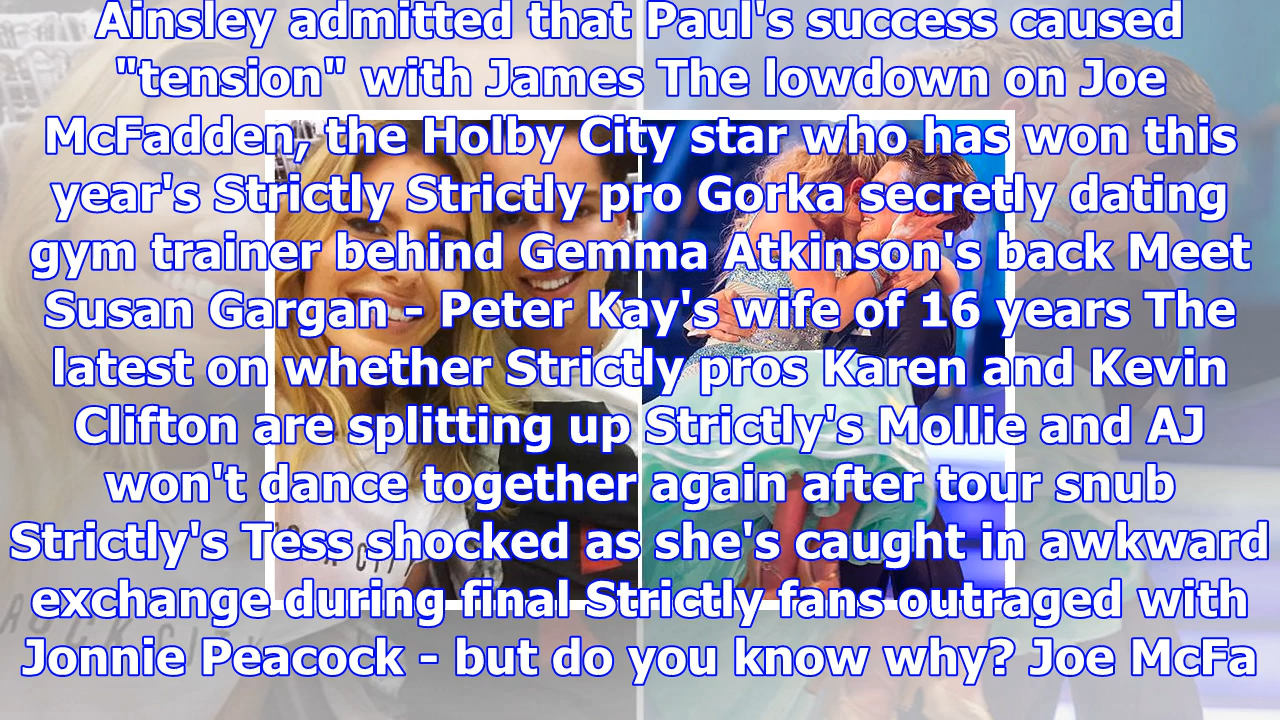 Ainsley admitted that Paul's success caused
"tension" with James The lowdown on Joe
McFadden, the Holby City star who has won this
year's Strictly Strictly pro Gorka secretly dating
gym trainer behind Gemma Atkinson's back Meet
Susan Gargan - Peter Kay's wife of 16 years The
latest on whether Strictly pros Karen and Kevin
Clifton are splitting up Strictly's Mollie and AJ
won't dance together again after tour snub
Strictly's Tess shocked as she's caught in awkward
exchange during final Strictly fans outraged with
Jonnie Peacock - but do you know why? Joe McFa